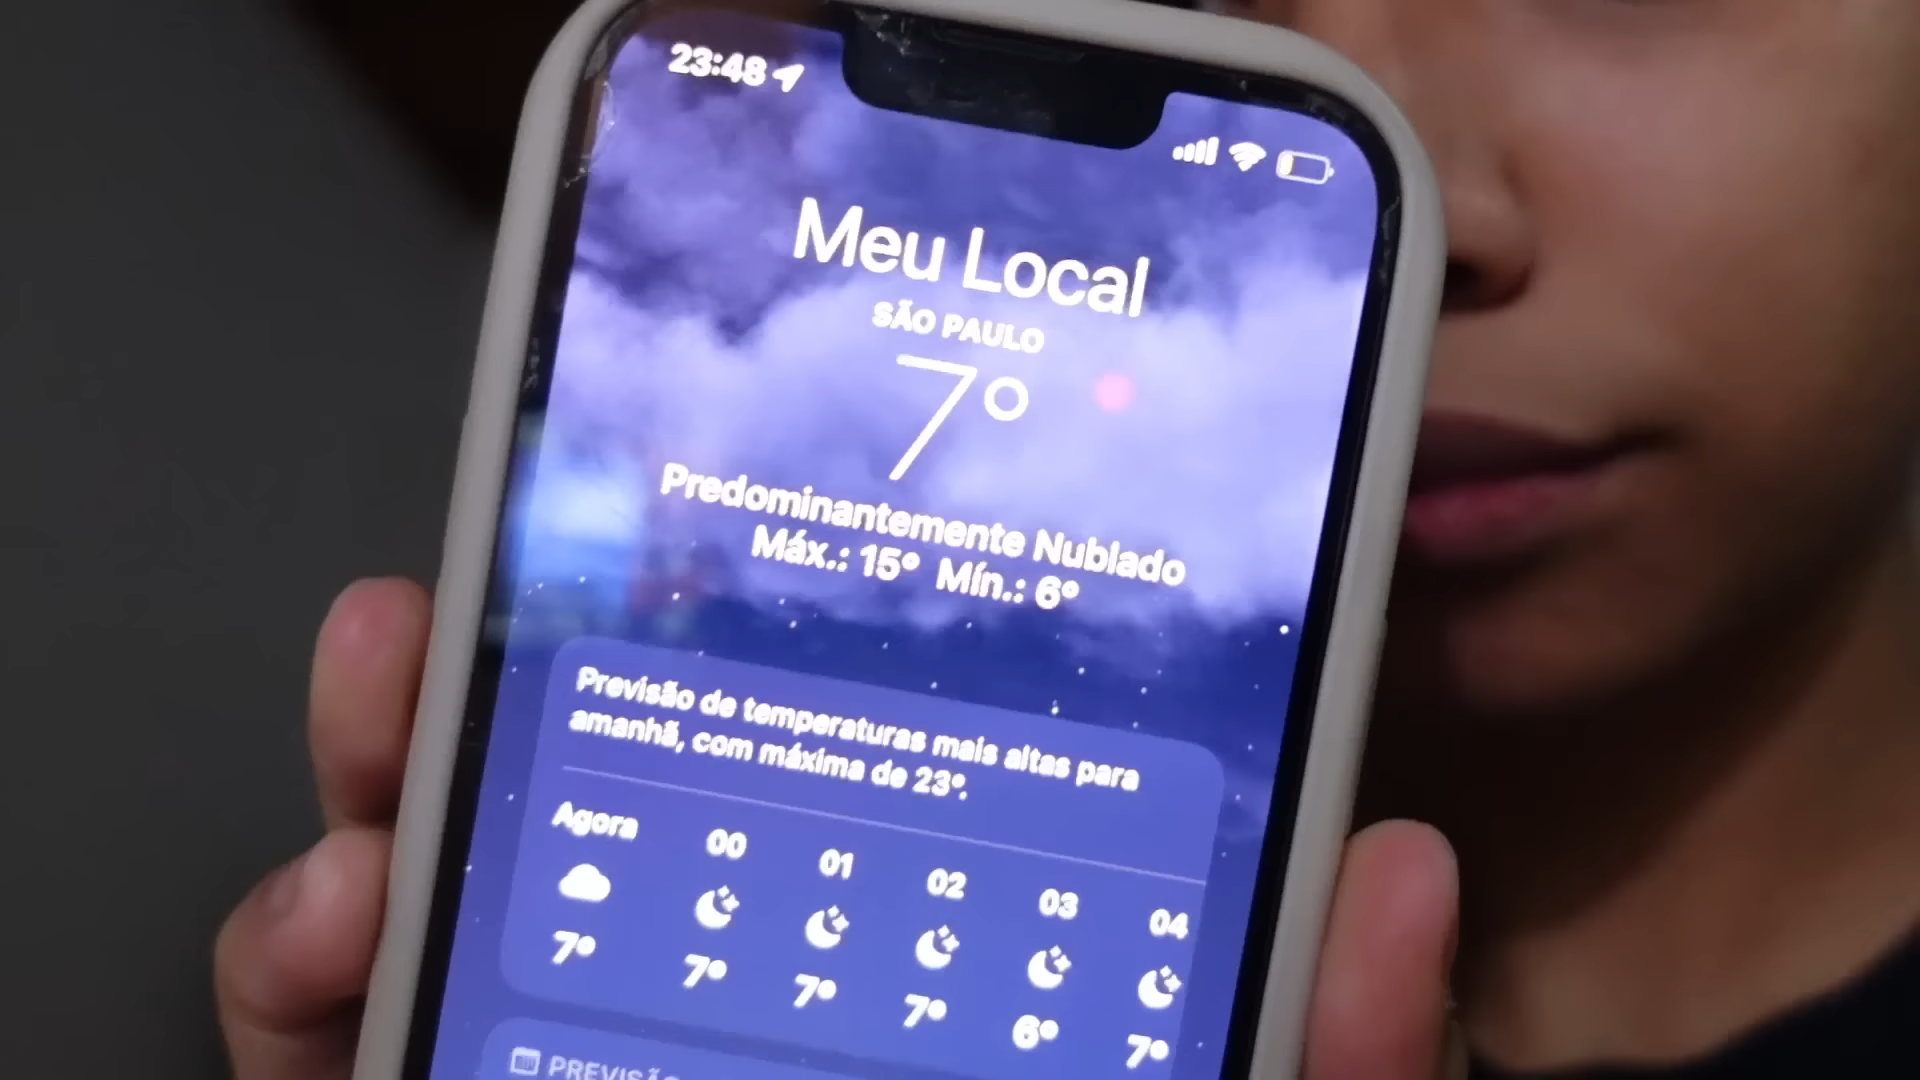 23:48
Meu Local
SÃO PAULO
7°
Predominantemente Nublado
Máx.: 15° Mín.: 6°
Previsão de temperaturas mais altas para
amanhã, com máxima de 23°.
Agora 00 01 02 03 04
7° 7° 7° 7° 6° 7°